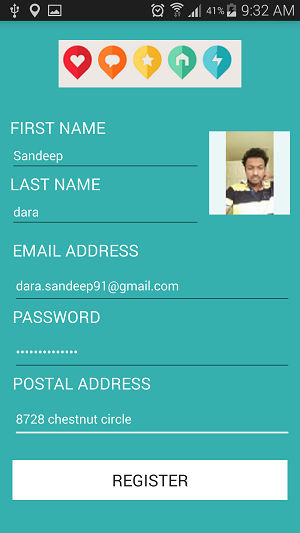 41% 9:32 AM
FIRST NAME
Sandeep
LAST NAME
dara
EMAIL ADDRESS
dara.sandeep91@gmail.com
PASSWORD
••••••••••••••
POSTAL ADDRESS
8728 chestnut circle
REGISTER